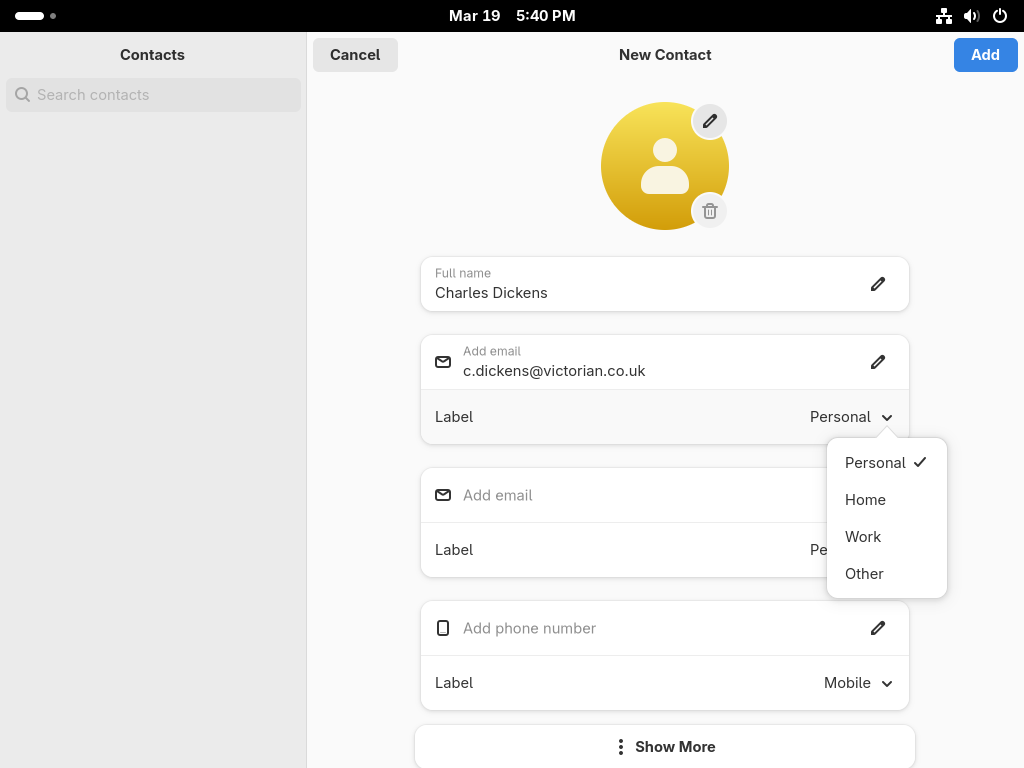 Mar 19 5:40 PM
Contacts
Search contacts
Cancel
New Contact
Add
Full name
Charles Dickens
Add email
c.dickens@victorian.co.uk
Label
Personal
Personal
Home
Work
Other
Add email
Label
Pe
Add phone number
Label
Mobile
Show More